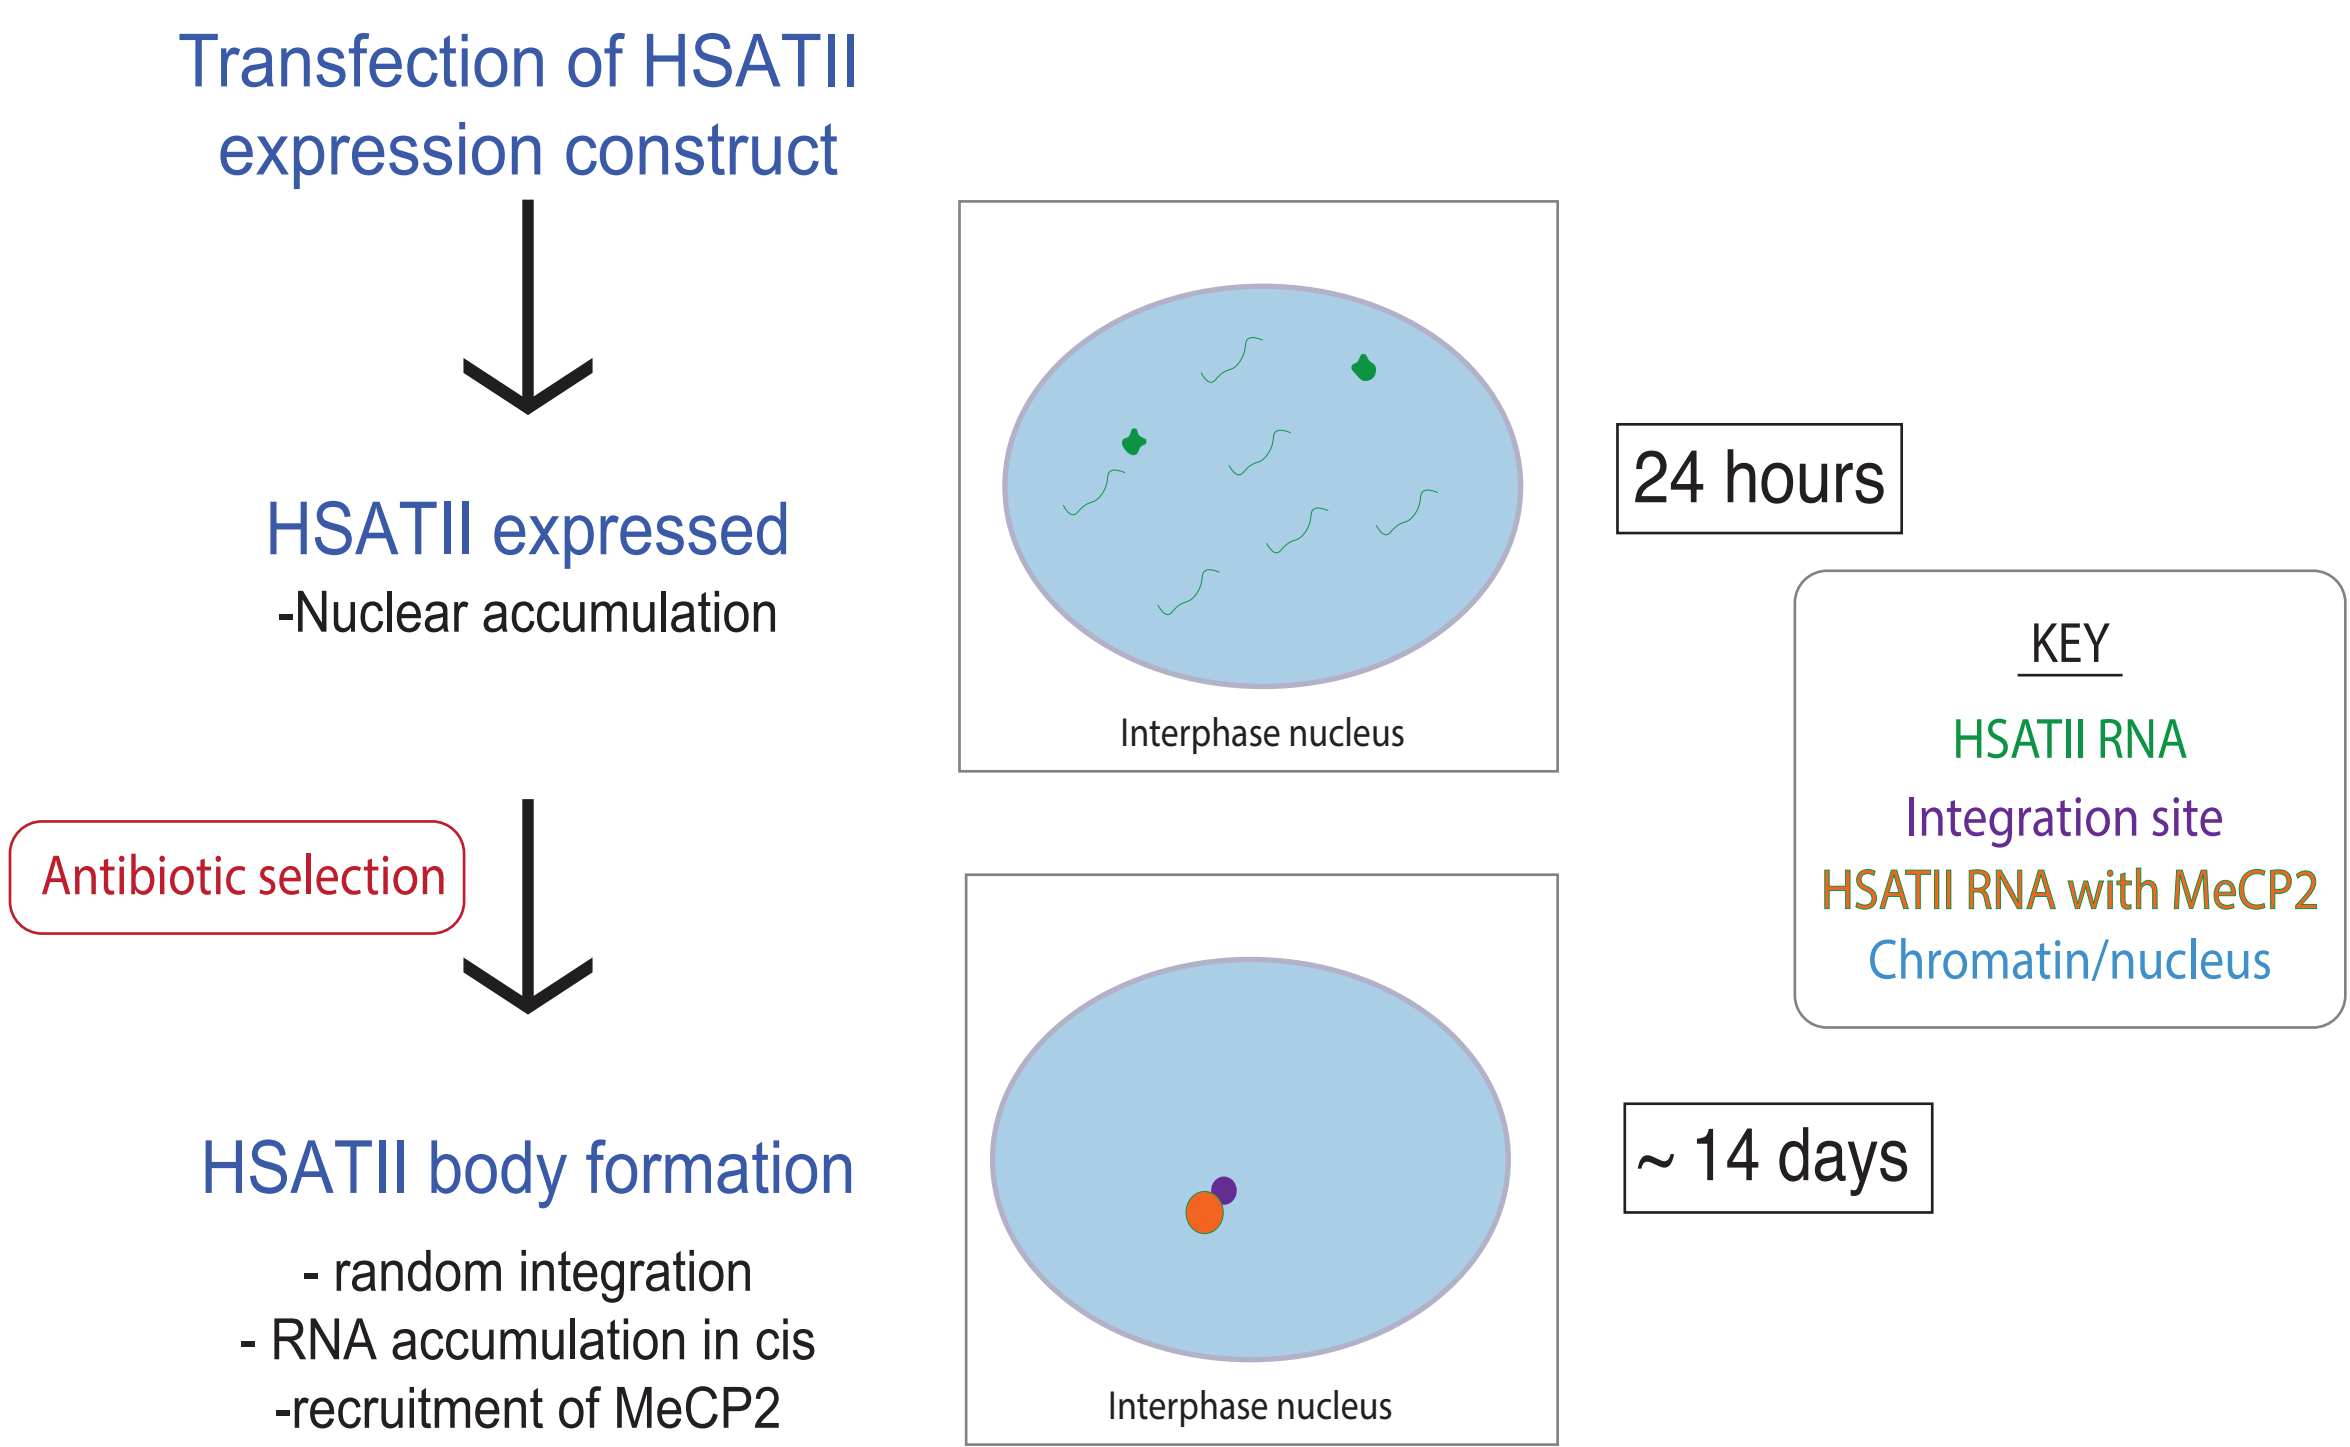 Transfection of HSATII
expression construct
24 hours
HSATII expressed
-Nuclear accumulation
Interphase nucleus
KEY
HSATII RNA
Integration site
HSATII RNA with MeCP2
Chromatin/nucleus
Antibiotic selection
~ 14 days
HSATII body formation
- random integration
- RNA accumulation in cis
-recruitment of MeCP2
Interphase nucleus